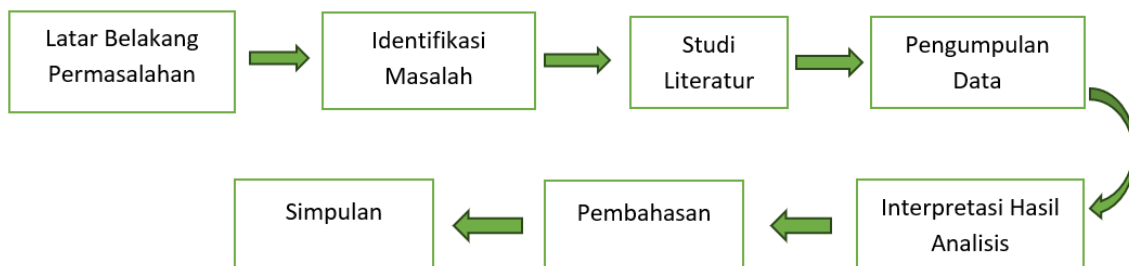 Latar Belakang
Permasalahan
Identifikasi
Masalah
Studi
Literatur
Pengumpulan
Data
Interpretasi Hasil
Analisis
Pembahasan
Simpulan